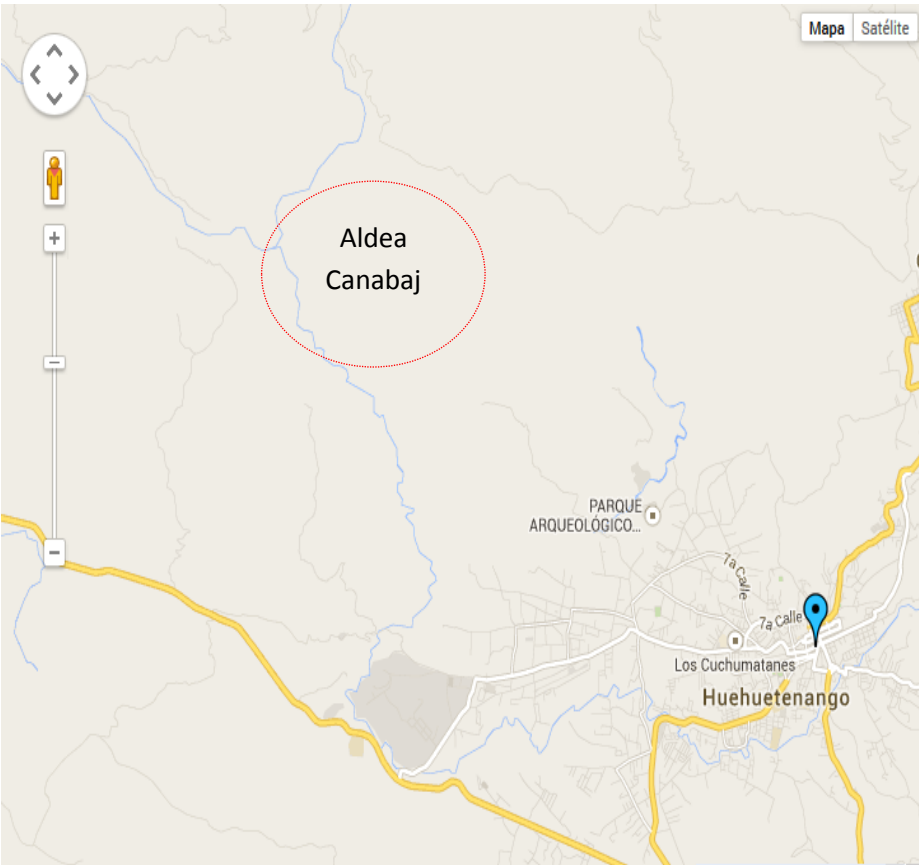 Mapa Satélite
Aldea
Canabaj
PARQUE
ARQUEOLÓGICO...
7a Calle
7a Calle
Los Cuchumatanes
Huehuetenango